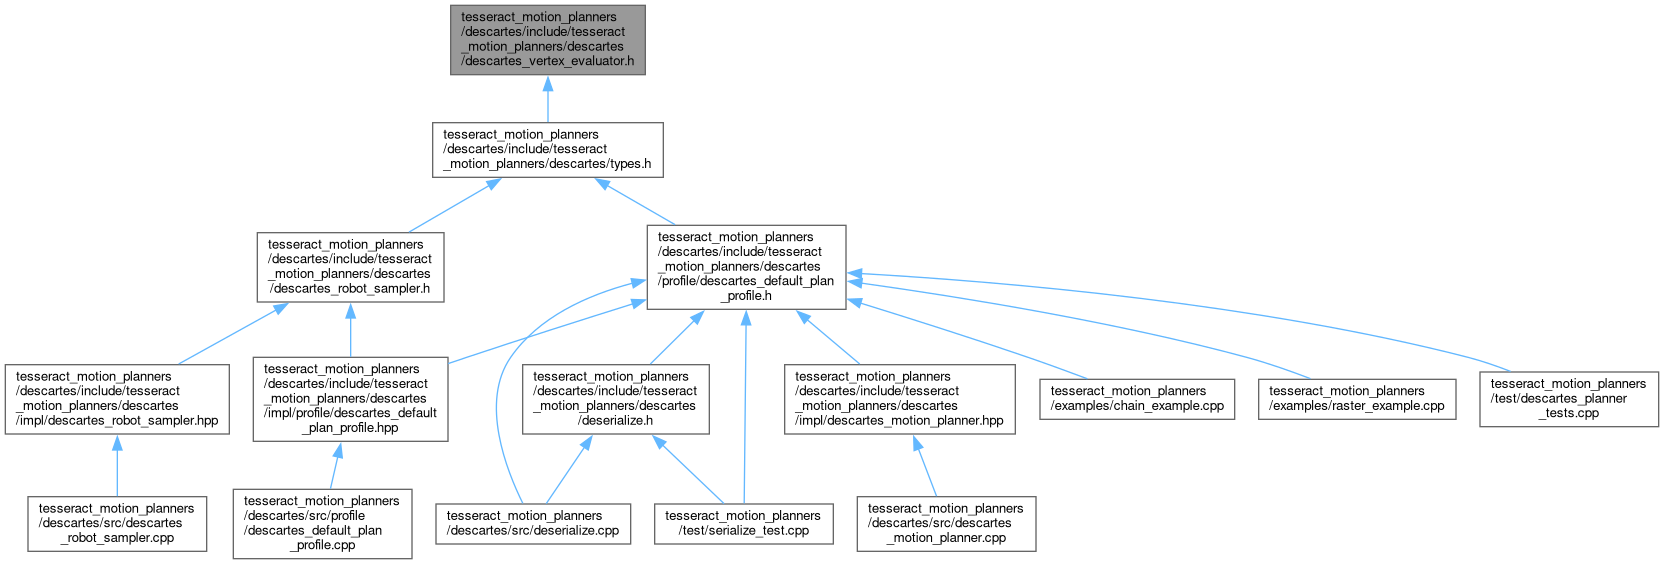 tesseract_motion_planners
/descartes/include/tesseract
_motion_planners/descartes
/descartes_vertex_evaluator.h
tesseract_motion_planners
/descartes/include/tesseract
_motion_planners/descartes/types.h
tesseract_motion_planners
/descartes/include/tesseract
_motion_planners/descartes
/descartes_robot_sampler.h
tesseract_motion_planners
/descartes/include/tesseract
_motion_planners/descartes
/profile/descartes_default_plan
_profile.h
tesseract_motion_planners
/descartes/include/tesseract
_motion_planners/descartes
/impl/descartes_robot_sampler.hpp
tesseract_motion_planners
/descartes/include/tesseract
_motion_planners/descartes
/impl/profile/descartes_default
_plan_profile.hpp
tesseract_motion_planners
/descartes/include/tesseract
_motion_planners/descartes
/deserialize.h
tesseract_motion_planners
/descartes/include/tesseract
_motion_planners/descartes
/impl/descartes_motion_planner.hpp
tesseract_motion_planners
/examples/chain_example.cpp
tesseract_motion_planners
/examples/raster_example.cpp
tesseract_motion_planners
/test/descartes_planner
_tests.cpp
tesseract_motion_planners
/descartes/src/descartes
_robot_sampler.cpp
tesseract_motion_planners
/descartes/src/profile
/descartes_default_plan
_profile.cpp
tesseract_motion_planners
/descartes/src/deserialize.cpp
tesseract_motion_planners
/test/serialize_test.cpp
tesseract_motion_planners
/descartes/src/descartes
_motion_planner.cpp